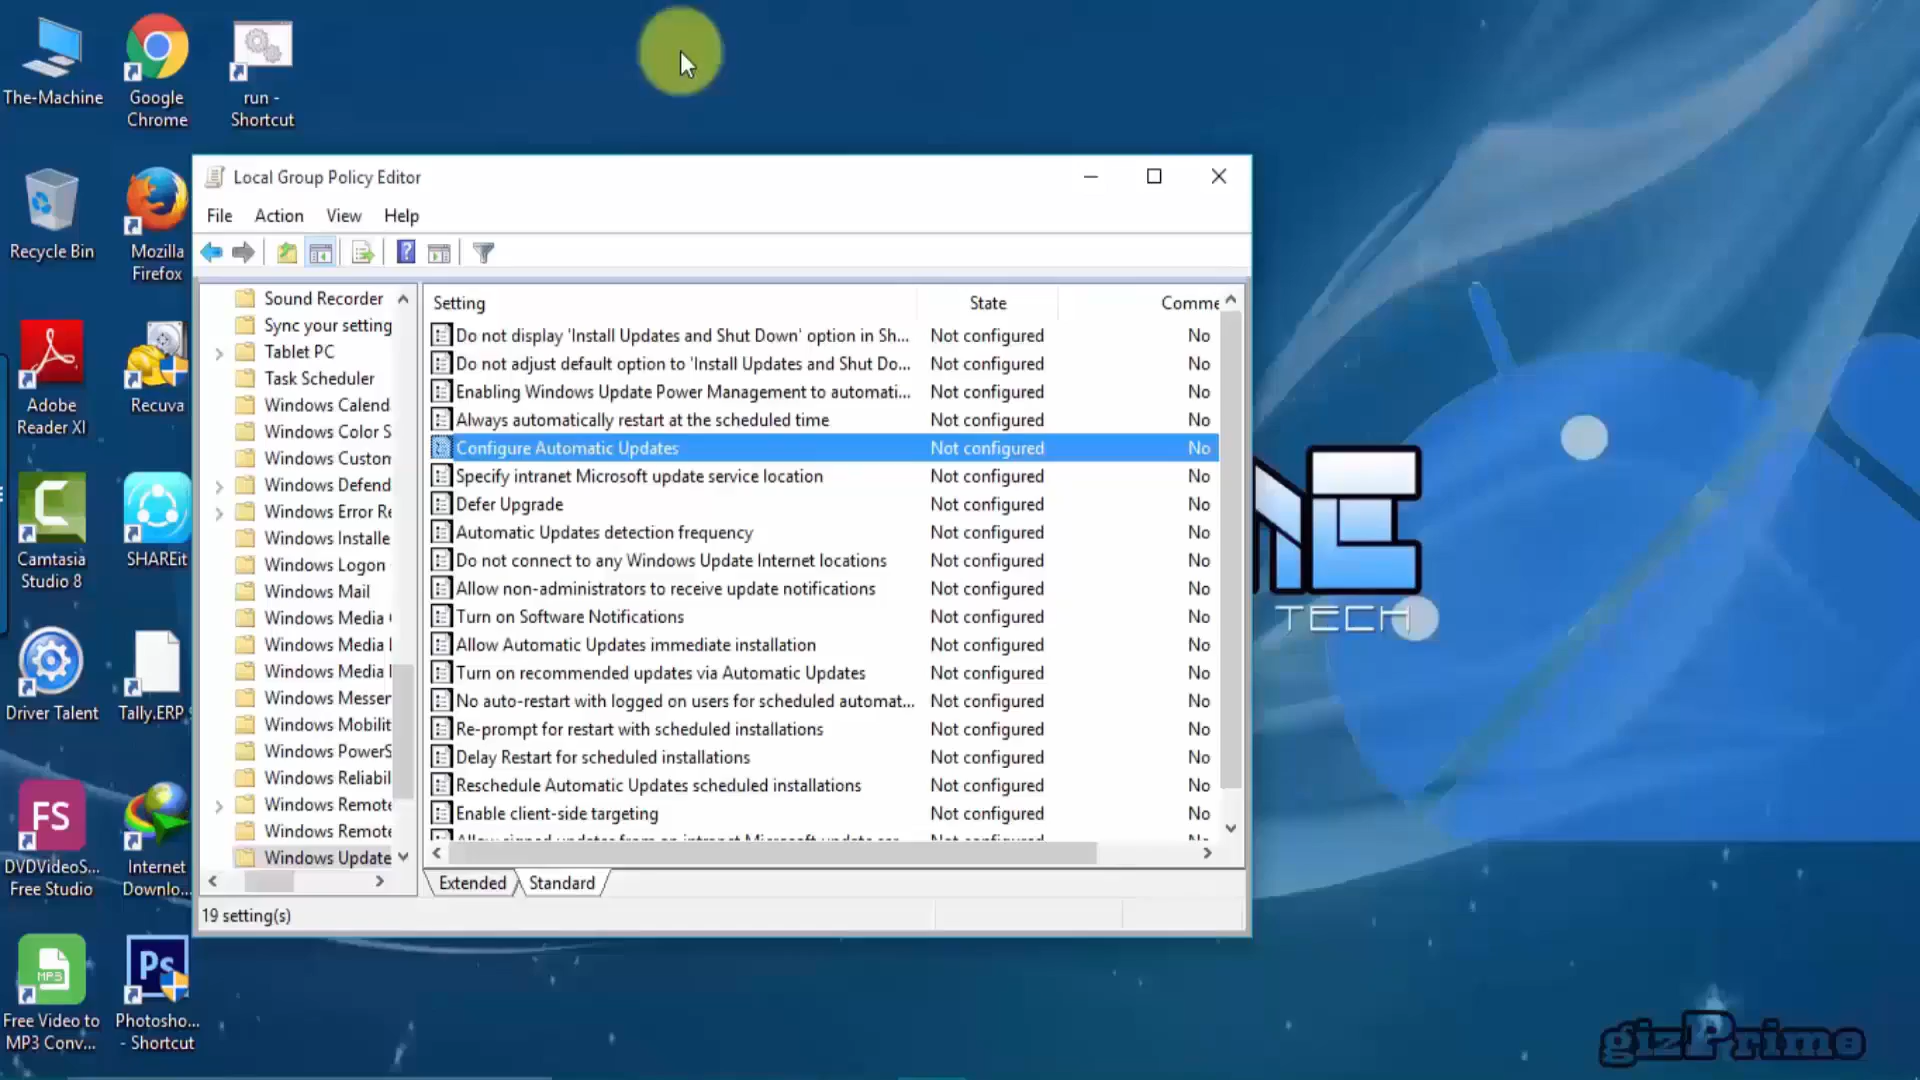 The-Machine
Google
Chrome
run -
Shortcut
Recycle Bin
Mozilla
Firefox
Adobe
Reader XI
Recuva
Camtasia
Studio 8
SHAREit
Driver Talent
Tally.ERP 9
FS
DVDVideoS...
Free Studio
Internet
Downlo...
MP3
Free Video to
MP3 Conv...
Ps
Photosho...
- Shortcut
Local Group Policy Editor
File Action View Help
Sound Recorder
Sync your setting
Tablet PC
Task Scheduler
Windows Calend
Windows Color S
Windows Custom
Windows Defend
Windows Error Re
Windows Installe
Windows Logon
Windows Mail
Windows Media
Windows Media
Windows Media
Windows Messen
Windows Mobilit
Windows PowerS
Windows Reliabil
Windows Remote
Windows Remote
Windows Update
Setting State Comme
Do not display 'Install Updates and Shut Down' option in Sh... Not configured No
Do not adjust default option to 'Install Updates and Shut Do... Not configured No
Enabling Windows Update Power Management to automati... Not configured No
Always automatically restart at the scheduled time Not configured No
Configure Automatic Updates Not configured No
Specify intranet Microsoft update service location Not configured No
Defer Upgrade Not configured No
Automatic Updates detection frequency Not configured No
Do not connect to any Windows Update Internet locations Not configured No
Allow non-administrators to receive update notifications Not configured No
Turn on Software Notifications Not configured No
Allow Automatic Updates immediate installation Not configured No
Turn on recommended updates via Automatic Updates Not configured No
No auto-restart with logged on users for scheduled automat... Not configured No
Re-prompt for restart with scheduled installations Not configured No
Delay Restart for scheduled installations Not configured No
Reschedule Automatic Updates scheduled installations Not configured No
Enable client-side targeting Not configured No
Extended Standard
19 setting(s)
TECH
gizPrime